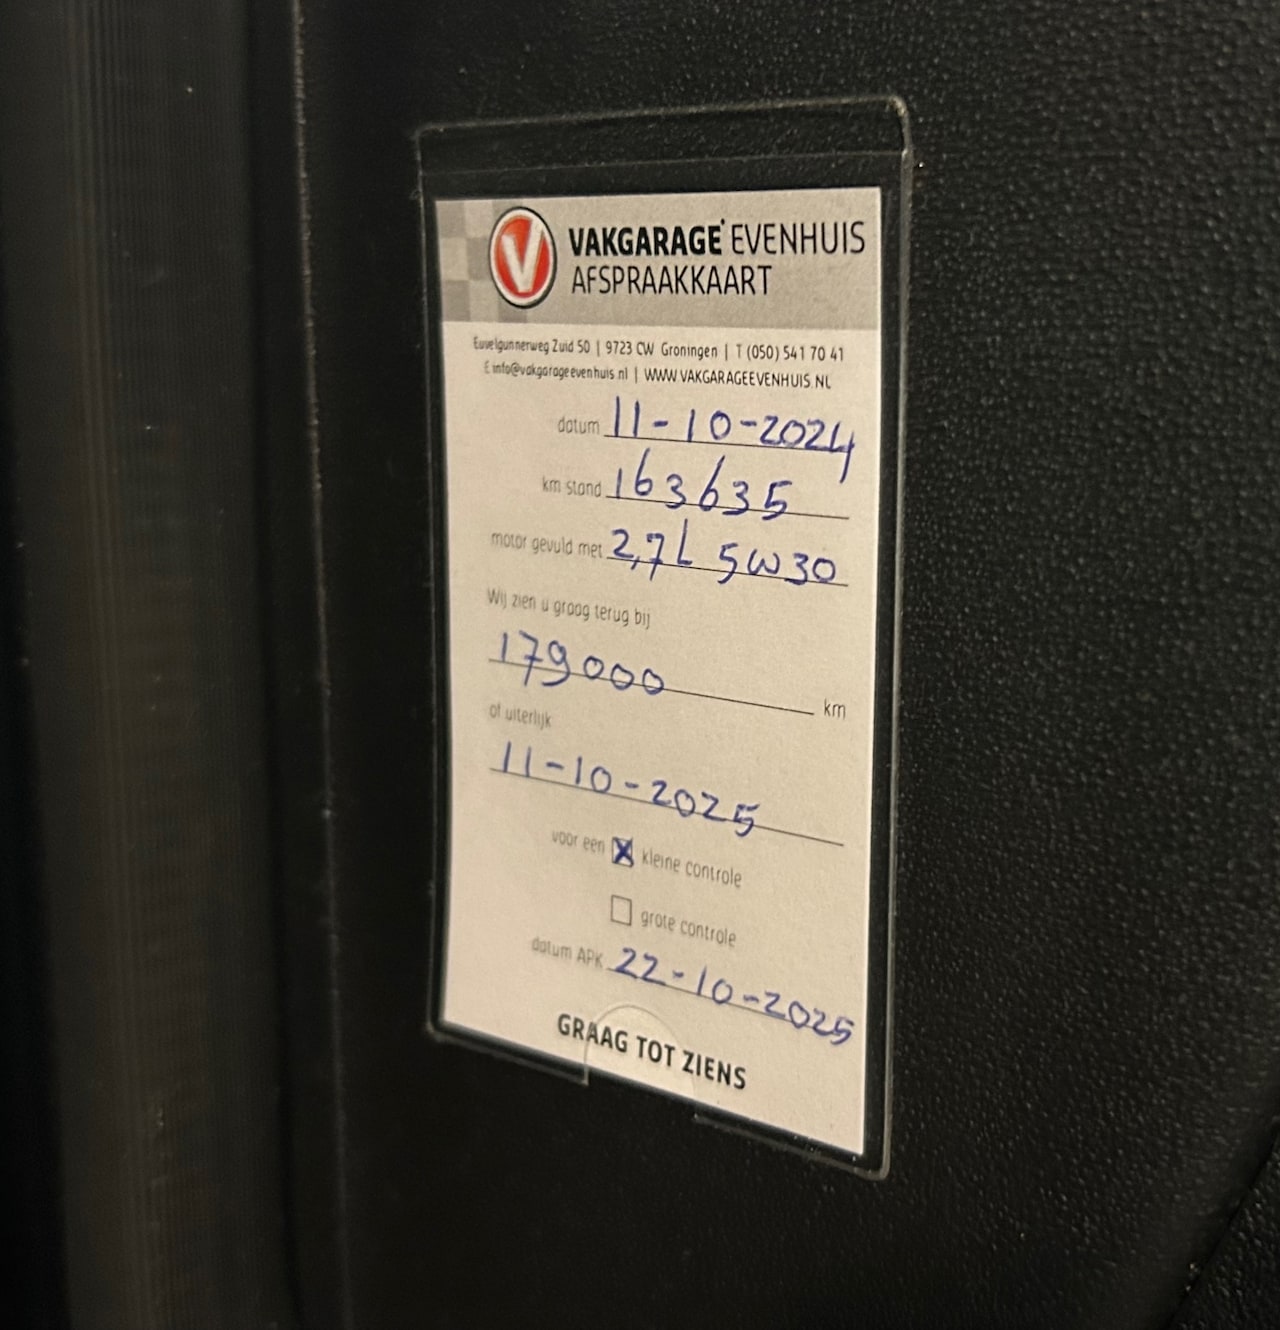 V VAKGARAGE EVENHUIS
AFSPRAAKKAART
Euvelgunnerweg Zuid 50 | 9723 CW Groningen | T (050) 541 70 41
E info@vakgarageevenhuis.nl | WWW.VAKGARAGEEVENHUIS.NL
datum 11-10-2024
km stand 163635
motor gevuld met 2,7L 5W30
Wij zien u graag terug bij
179000 km
of uiterlijk
11-10-2025
voor een X kleine controle
grote controle
datum APK 22-10-2025
GRAAG TOT ZIENS